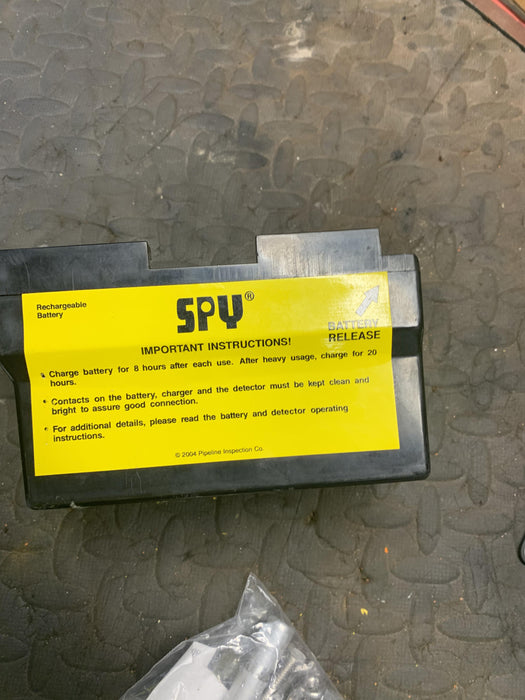 Rechargeable
Battery
SPY®
BATTERY
RELEASE
IMPORTANT INSTRUCTIONS!
• Charge battery for 8 hours after each use. After heavy usage, charge for 20
hours.
• Contacts on the battery, charger and the detector must be kept clean and
bright to assure good connection.
• For additional details, please read the battery and detector operating
instructions.
© 2004 Pipeline Inspection Co.